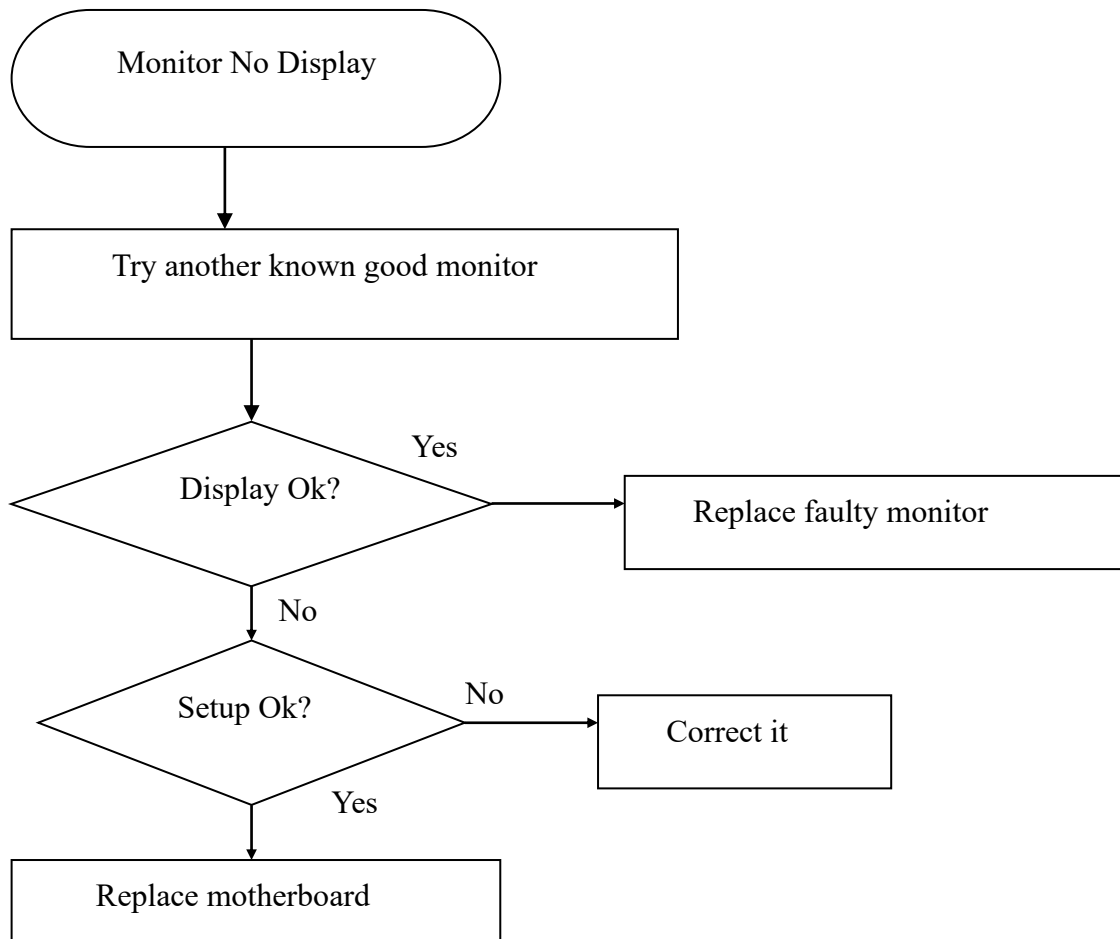 Monitor No Display
Try another known good monitor
Yes
Display Ok?
Replace faulty monitor
No
No
Setup Ok?
Correct it
Yes
Replace motherboard